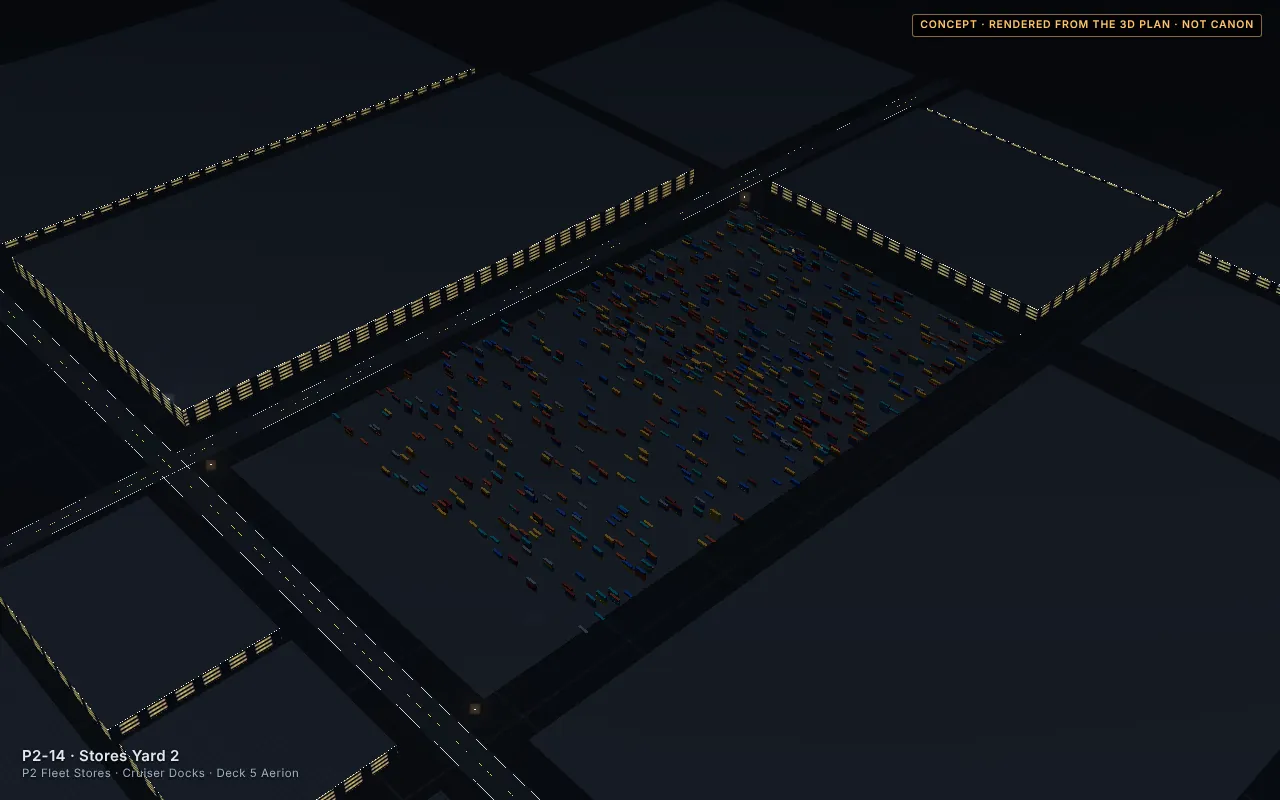 CONCEPT · RENDERED FROM THE 3D PLAN · NOT CANON
P2-14 · Stores Yard 2
P2 Fleet Stores · Cruiser Docks · Deck 5 Aerion